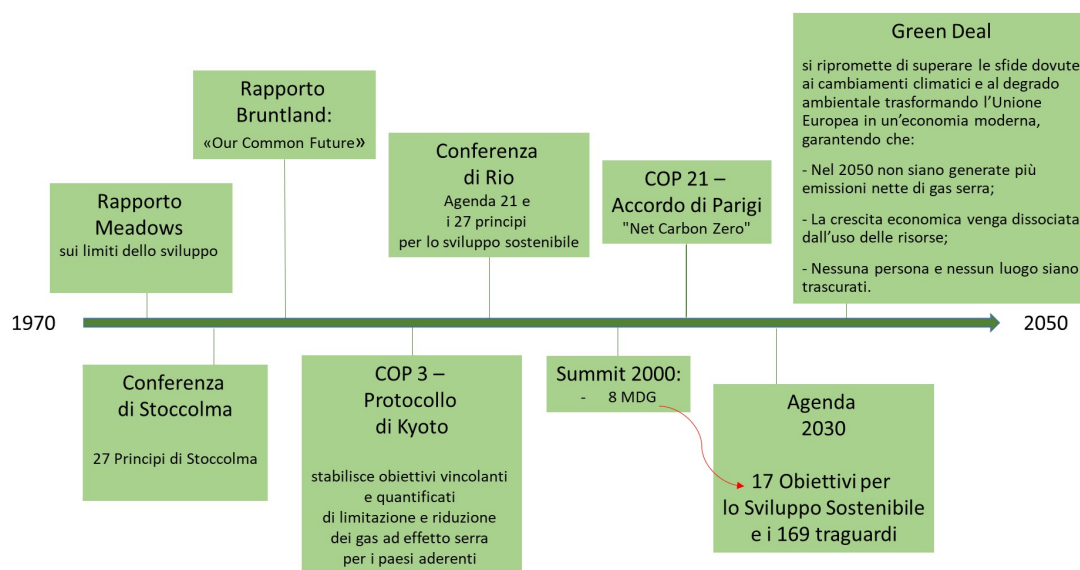 Green Deal
si ripromette di superare le sfide dovute
ai cambiamenti climatici e al degrado
ambientale trasformando l'Unione
Europea in un'economia moderna,
garantendo che:
- Nel 2050 non siano generate più
emissioni nette di gas serra;
- La crescita economica venga dissociata
dall'uso delle risorse;
- Nessuna persona e nessun luogo siano
trascurati.
Rapporto
Bruntland:
«Our Common Future»
Conferenza
di Rio
Agenda 21 e
i 27 principi
per lo sviluppo sostenibile
COP 21 –
Accordo di Parigi
"Net Carbon Zero"
Rapporto
Meadows
sui limiti dello sviluppo
1970
2050
Conferenza
di Stoccolma
27 Principi di Stoccolma
COP 3 –
Protocollo
di Kyoto
stabilisce obiettivi vincolanti
e quantificati
di limitazione e riduzione
dei gas ad effetto serra
per i paesi aderenti
Summit 2000:
- 8 MDG
Agenda
2030
17 Obiettivi per
lo Sviluppo Sostenibile
e i 169 traguardi